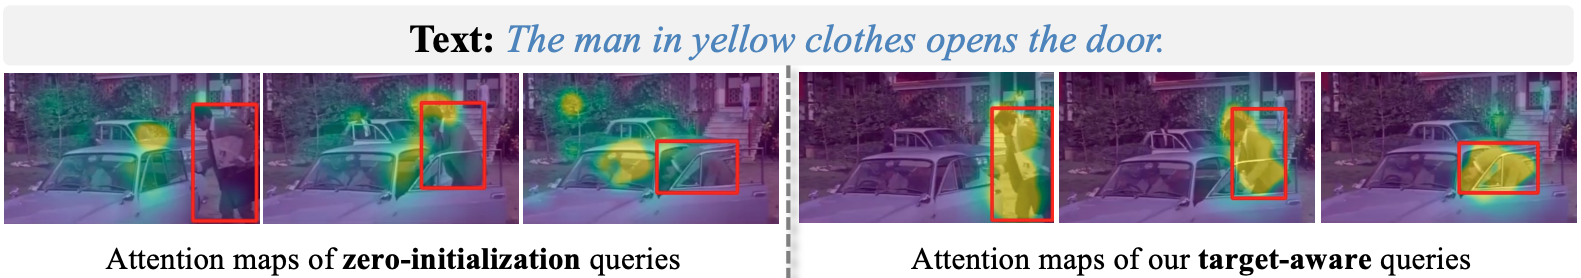 Text: The man in yellow clothes opens the door.
Attention maps of zero-initialization queries
Attention maps of our target-aware queries